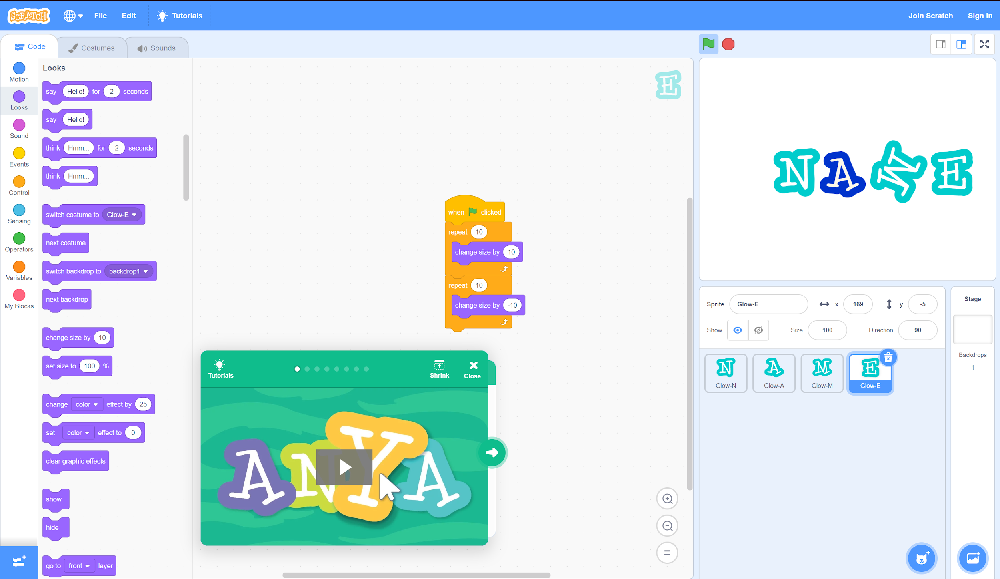 SCRATCH File Edit Tutorials Join Scratch Sign in
Code Costumes Sounds
Motion
Looks
Sound
Events
Control
Sensing
Operators
Variables
My Blocks
Looks
say Hello! for 2 seconds
say Hello!
think Hmm... for 2 seconds
think Hmm...
switch costume to Glow-E
next costume
switch backdrop to backdrop1
next backdrop
change size by 10
set size to 100 %
change color effect by 25
set color effect to 0
clear graphic effects
show
hide
go to front layer
E
when clicked
repeat 10
change size by 10
repeat 10
change size by -10
Tutorials Shrink Close
ANYA
NAME
Sprite Glow-E x 169 y -5
Show Size 100 Direction 90
N A M E
Glow-N Glow-A Glow-M Glow-E
Stage
Backdrops
1